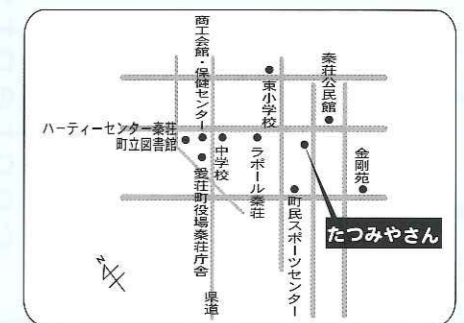 商工会館・保健センター
東小学校
秦荘公民館
ハーティーセンター秦荘
町立図書館
中学校
ラポール秦荘
金剛苑
愛荘町役場秦荘庁舎
町民スポーツセンター
たつみやさん
県道
N